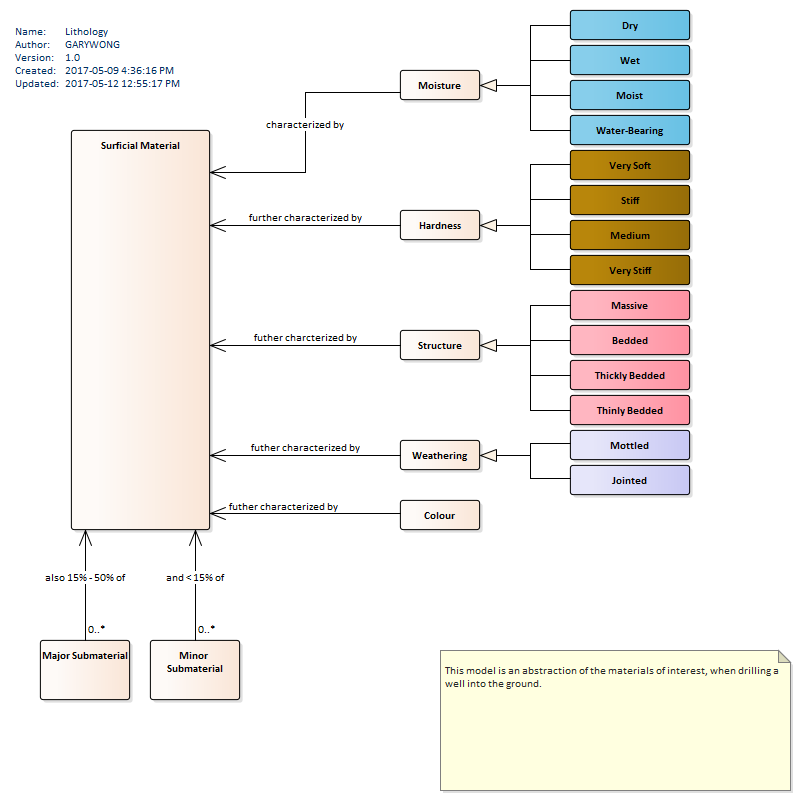 Name: Lithology
Author: GARYWONG
Version: 1.0
Created: 2017-05-09 4:36:16 PM
Updated: 2017-05-12 12:55:17 PM
Surficial Material
characterized by
Moisture
Dry
Wet
Moist
Water-Bearing
further characterized by
Hardness
Very Soft
Stiff
Medium
Very Stiff
futher charcterized by
Structure
Massive
Bedded
Thickly Bedded
Thinly Bedded
futher characterized by
Weathering
Mottled
Jointed
futher characterized by
Colour
also 15% - 50% of
0..*
Major Submaterial
and < 15% of
0..*
Minor
Submaterial
This model is an abstraction of the materials of interest, when drilling a
well into the ground.